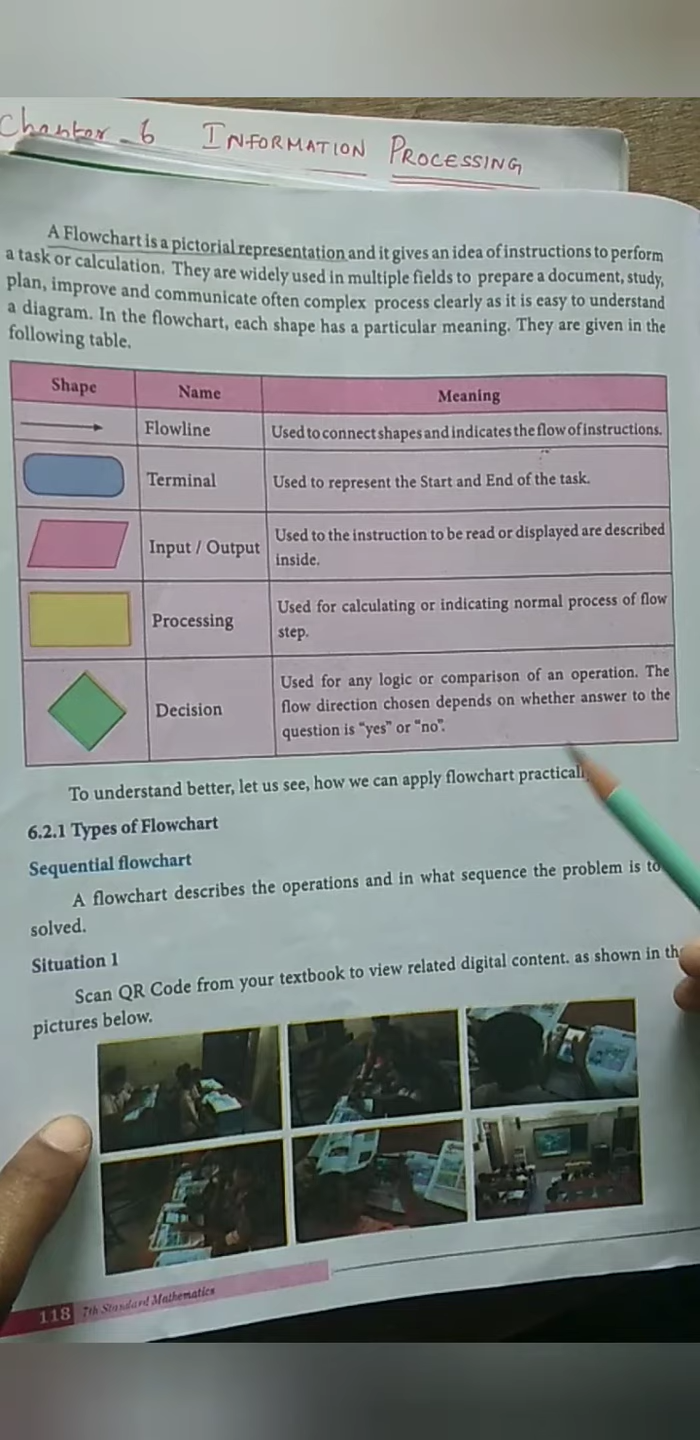 Chapter 6 INFORMATION PROCESSING
A Flowchart is a pictorial representation and it gives an idea of instructions to perform
a task or calculation. They are widely used in multiple fields to prepare a document, study,
plan, improve and communicate often complex process clearly as it is easy to understand
a diagram. In the flowchart, each shape has a particular meaning. They are given in the
following table.
Shape Name Meaning
Flowline Used to connect shapes and indicates the flow of instructions.
Terminal Used to represent the Start and End of the task.
Input / Output Used to the instruction to be read or displayed are described
inside.
Processing Used for calculating or indicating normal process of flow
step.
Decision Used for any logic or comparison of an operation. The
flow direction chosen depends on whether answer to the
question is "yes" or "no".
To understand better, let us see, how we can apply flowchart practicall
6.2.1 Types of Flowchart
Sequential flowchart
A flowchart describes the operations and in what sequence the problem is to
solved.
Situation 1
Scan QR Code from your textbook to view related digital content. as shown in th
pictures below.
118 7th Standard Mathematics